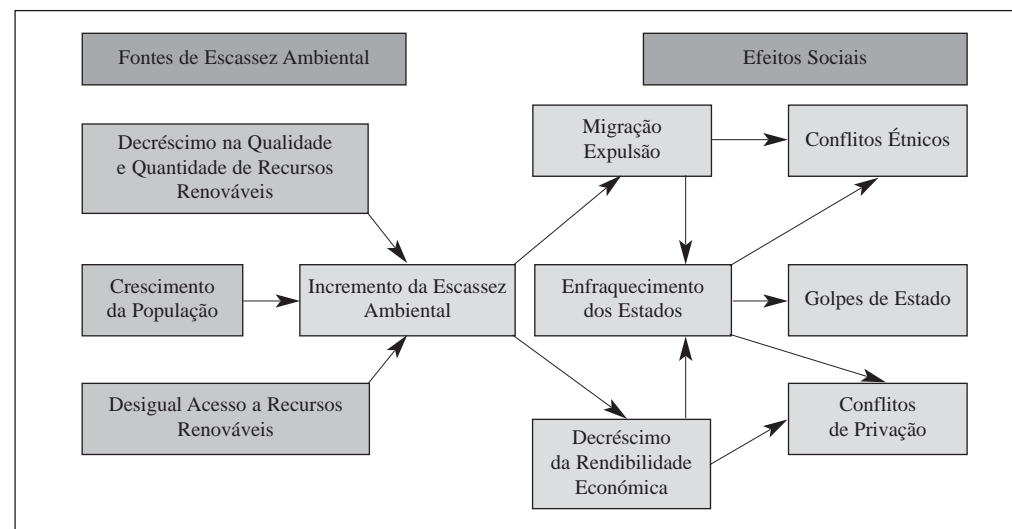 Fontes de Escassez Ambiental
Efeitos Sociais
Decréscimo na Qualidade
e Quantidade de Recursos
Renováveis
Migração
Expulsão
Conflitos Étnicos
Crescimento
da População
Incremento da Escassez
Ambiental
Enfraquecimento
dos Estados
Golpes de Estado
Desigual Acesso a Recursos
Renováveis
Decréscimo
da Rendibilidade
Económica
Conflitos
de Privação